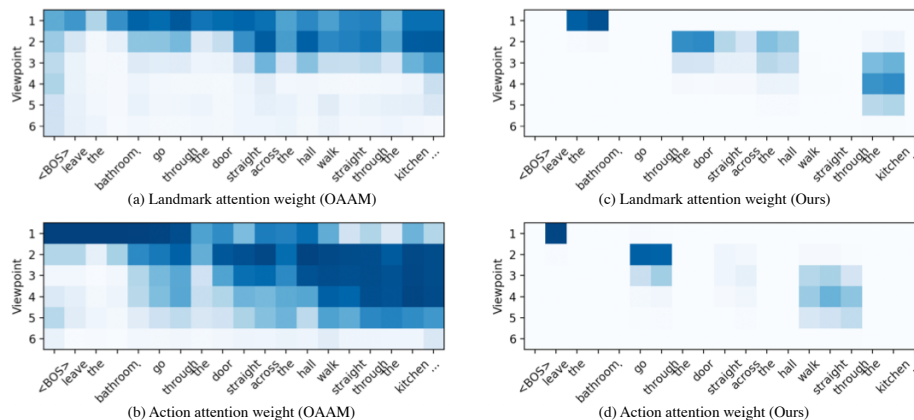 1
2
3
4
5
6
Viewpoint
<BOS> leave the bathroom, go through the door straight across the hall walk straight through the kitchen ...
(a) Landmark attention weight (OAAM)
1
2
3
4
5
6
Viewpoint
<BOS> leave the bathroom, go through the door straight across the hall walk straight through the kitchen ...
(c) Landmark attention weight (Ours)
1
2
3
4
5
6
Viewpoint
<BOS> leave the bathroom, go through the door straight across the hall walk straight through the kitchen ...
(b) Action attention weight (OAAM)
1
2
3
4
5
6
Viewpoint
<BOS> leave the bathroom, go through the door straight across the hall walk straight through the kitchen ...
(d) Action attention weight (Ours)